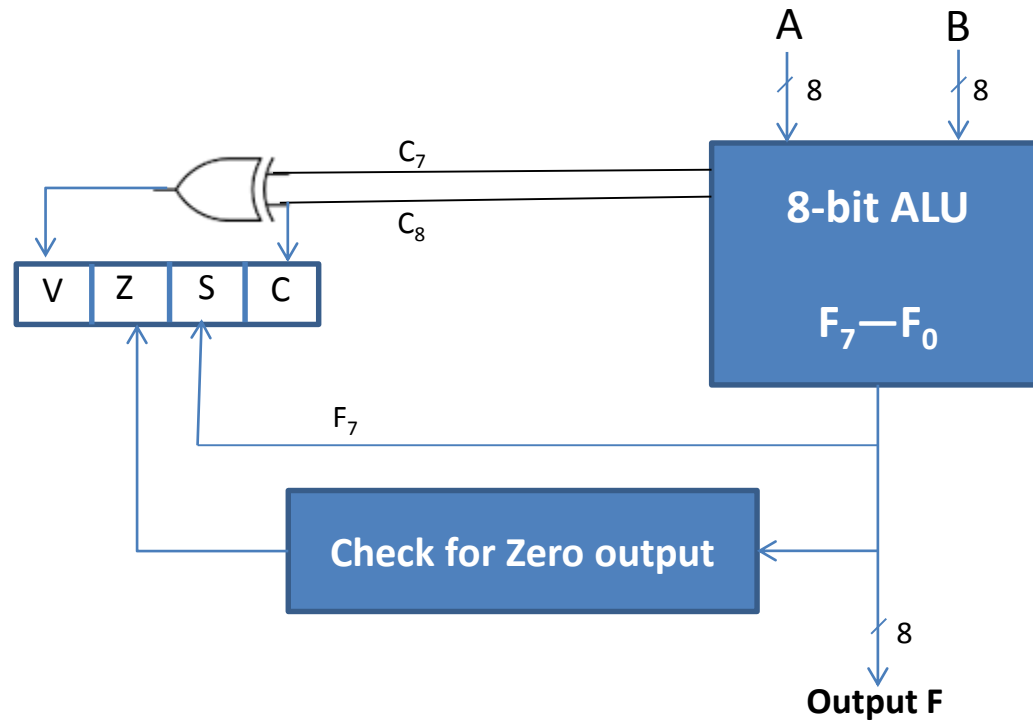 A
B
8
8
C₇
C₈
8-bit ALU
F₇—F₀
V Z S C
F₇
Check for Zero output
8
Output F